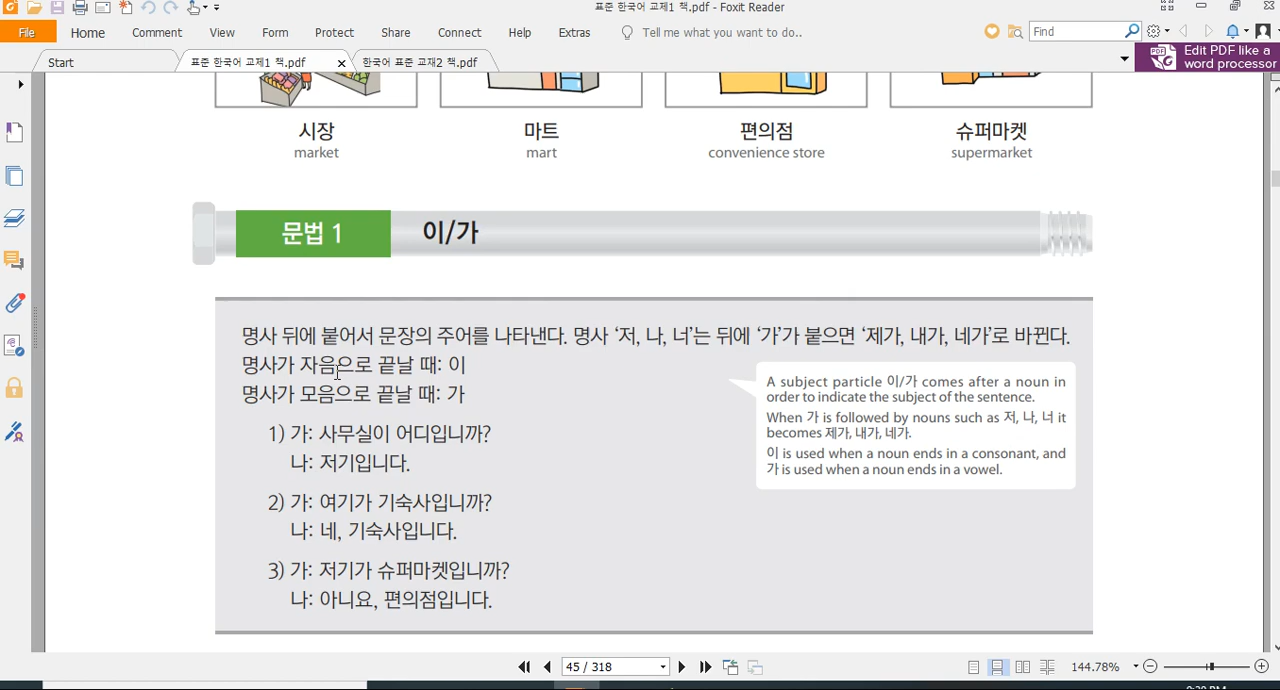 표준 한국어 교제1 책.pdf - Foxit Reader
File Home Comment View Form Protect Share Connect Help Extras Tell me what you want to do.. Find
Start 표준 한국어 교제1 책.pdf 한국어 표준 교재2 책.pdf
Edit PDF like a
word processor
시장 마트 편의점 슈퍼마켓
market mart convenience store supermarket
문법 1 이/가
명사 뒤에 붙어서 문장의 주어를 나타낸다. 명사 ‘저, 나, 너’는 뒤에 ‘가’가 붙으면 ‘제가, 내가, 네가’로 바뀐다.
명사가 자음으로 끝날 때: 이
명사가 모음으로 끝날 때: 가
A subject particle 이/가 comes after a noun in
order to indicate the subject of the sentence.
When 가 is followed by nouns such as 저, 나, 너 it
becomes 제가, 내가, 네가.
이 is used when a noun ends in a consonant, and
가 is used when a noun ends in a vowel.
1) 가: 사무실이 어디입니까?
나: 저기입니다.
2) 가: 여기가 기숙사입니까?
나: 네, 기숙사입니다.
3) 가: 저기가 슈퍼마켓입니까?
나: 아니요, 편의점입니다.
45 / 318 144.78%